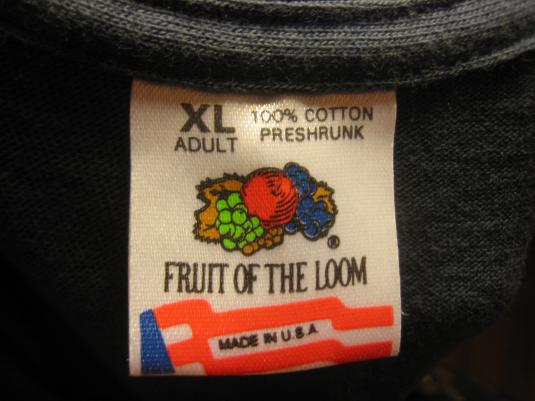 XL 100% COTTON
ADULT PRESHRUNK
®
FRUIT OF THE LOOM
MADE IN U.S.A.